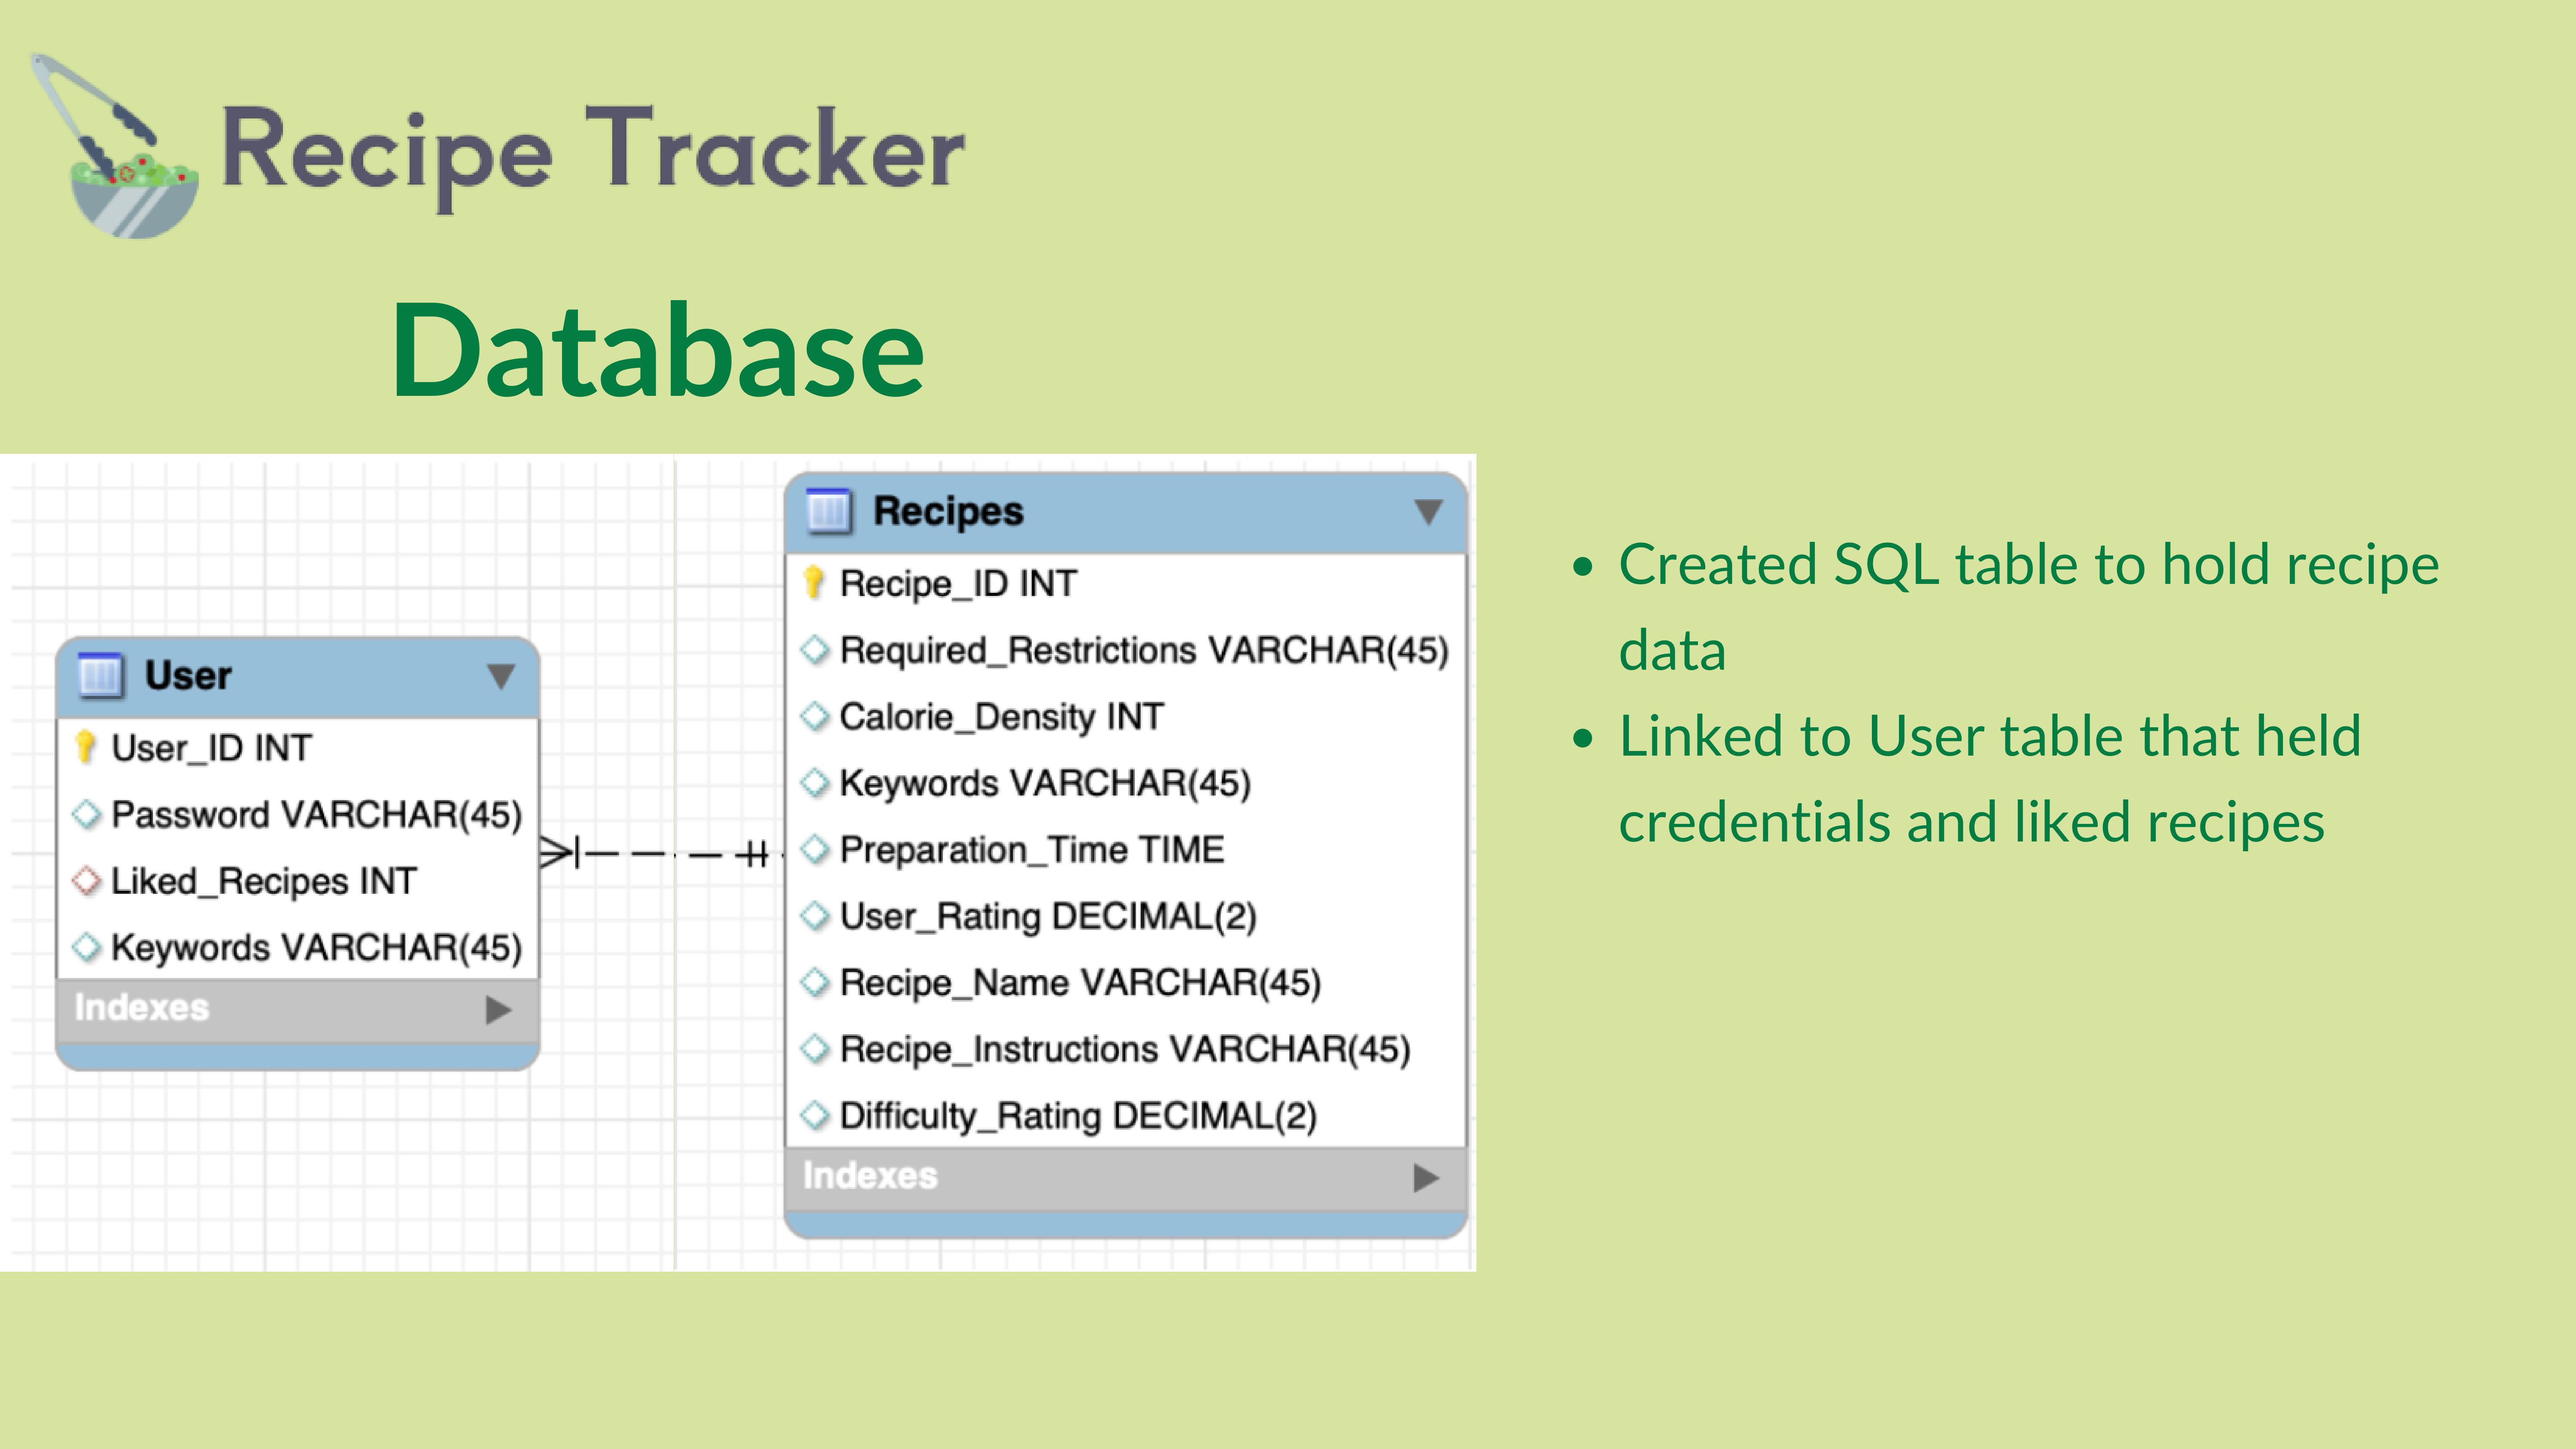 Recipe Tracker
Database
User
User_ID INT
Password VARCHAR(45)
Liked_Recipes INT
Keywords VARCHAR(45)
Indexes
Recipes
Recipe_ID INT
Required_Restrictions VARCHAR(45)
Calorie_Density INT
Keywords VARCHAR(45)
Preparation_Time TIME
User_Rating DECIMAL(2)
Recipe_Name VARCHAR(45)
Recipe_Instructions VARCHAR(45)
Difficulty_Rating DECIMAL(2)
Indexes
• Created SQL table to hold recipe
data
• Linked to User table that held
credentials and liked recipes